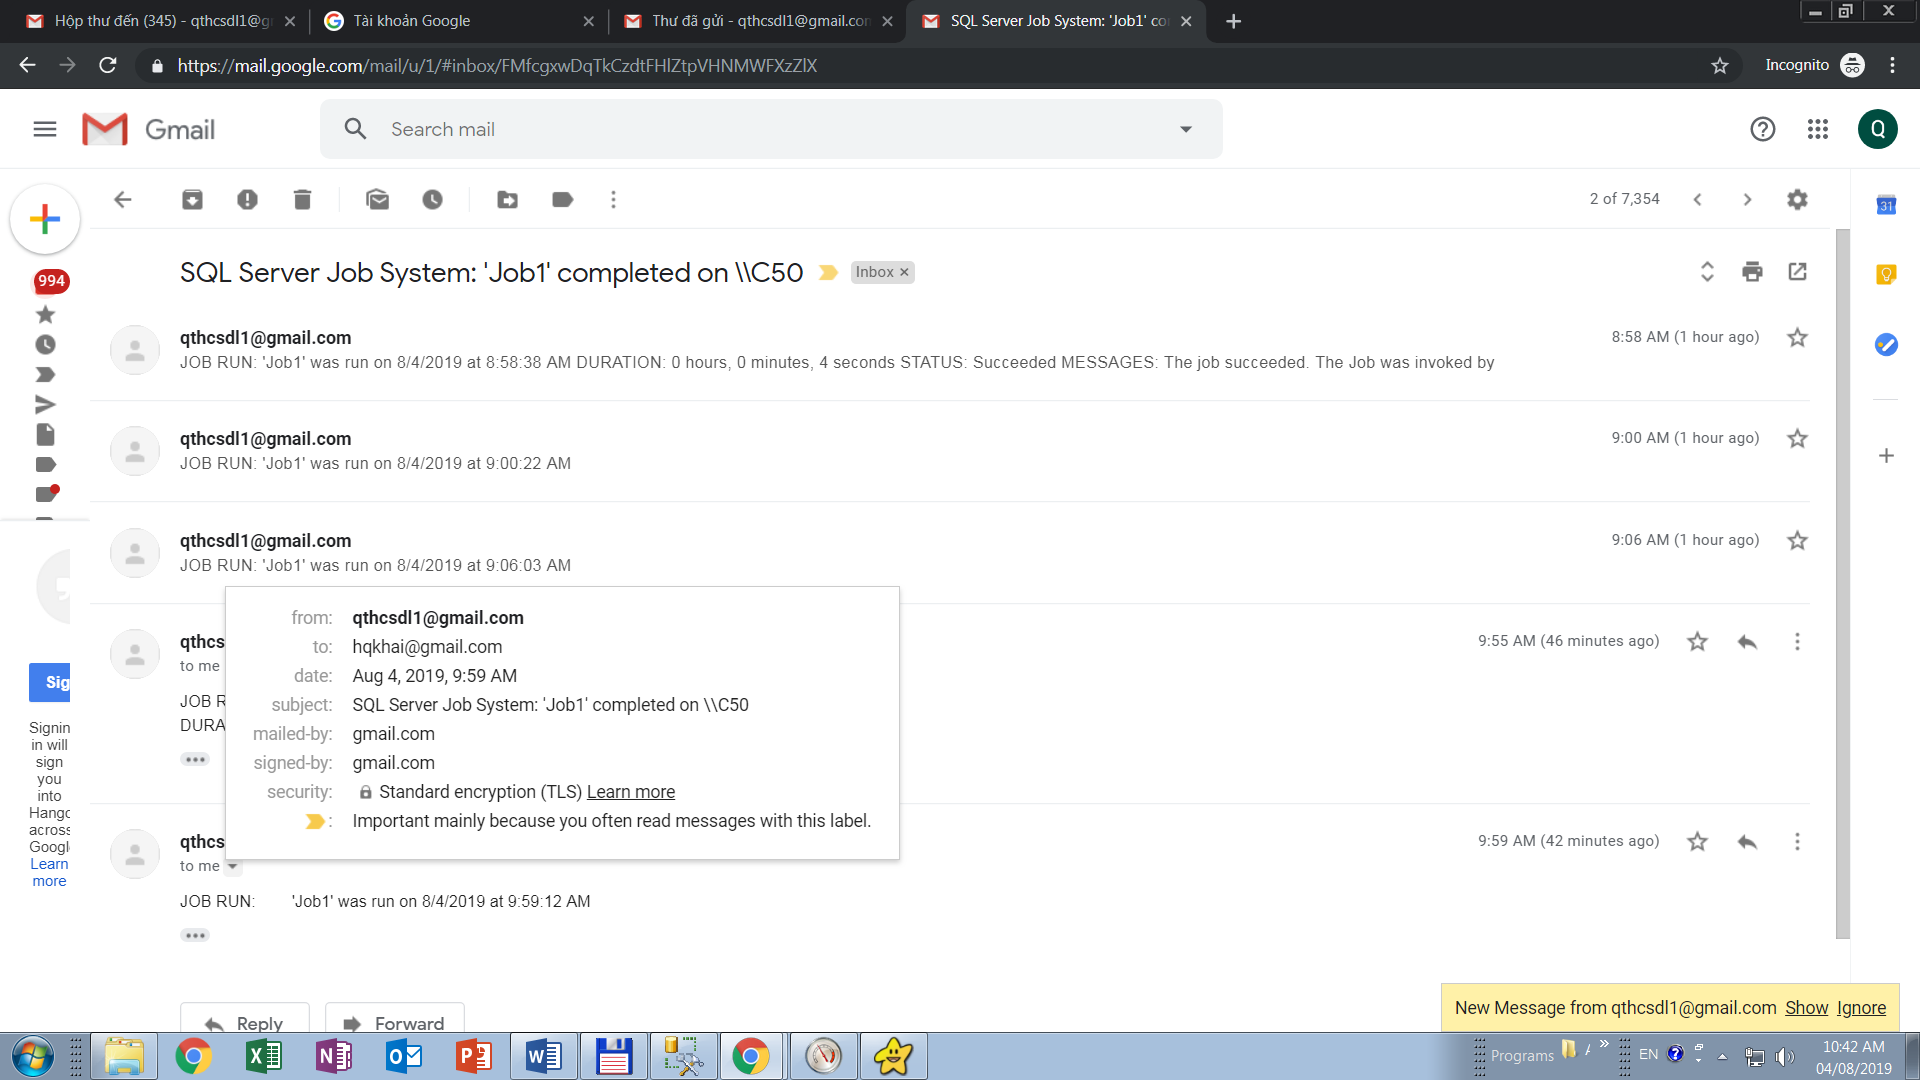 Hộp thư đến (345) - qthcsdl1@g
Tài khoản Google
Thư đã gửi - qthcsdl1@gmail.con
SQL Server Job System: 'Job1' co
https://mail.google.com/mail/u/1/#inbox/FMfcgxwDqTkCzdtFHlZtpVHNMWFXzZlX
Incognito
Gmail
Search mail
Q
2 of 7,354
31
994
SQL Server Job System: 'Job1' completed on \\C50
Inbox ×
qthcsdl1@gmail.com
8:58 AM (1 hour ago)
JOB RUN: 'Job1' was run on 8/4/2019 at 8:58:38 AM DURATION: 0 hours, 0 minutes, 4 seconds STATUS: Succeeded MESSAGES: The job succeeded. The Job was invoked by
qthcsdl1@gmail.com
9:00 AM (1 hour ago)
JOB RUN: 'Job1' was run on 8/4/2019 at 9:00:22 AM
qthcsdl1@gmail.com
9:06 AM (1 hour ago)
JOB RUN: 'Job1' was run on 8/4/2019 at 9:06:03 AM
qthcs
9:55 AM (46 minutes ago)
to me
JOB R
DURA
from: qthcsdl1@gmail.com
to: hqkhai@gmail.com
date: Aug 4, 2019, 9:59 AM
subject: SQL Server Job System: 'Job1' completed on \\C50
mailed-by: gmail.com
signed-by: gmail.com
security: Standard encryption (TLS) Learn more
: Important mainly because you often read messages with this label.
qthcs
9:59 AM (42 minutes ago)
to me
JOB RUN: 'Job1' was run on 8/4/2019 at 9:59:12 AM
Sig
Signin
in will
sign
you
into
Hango
across
Googl
Learn
more
Reply
Forward
New Message from qthcsdl1@gmail.com Show Ignore
Programs
EN
10:42 AM
04/08/2019